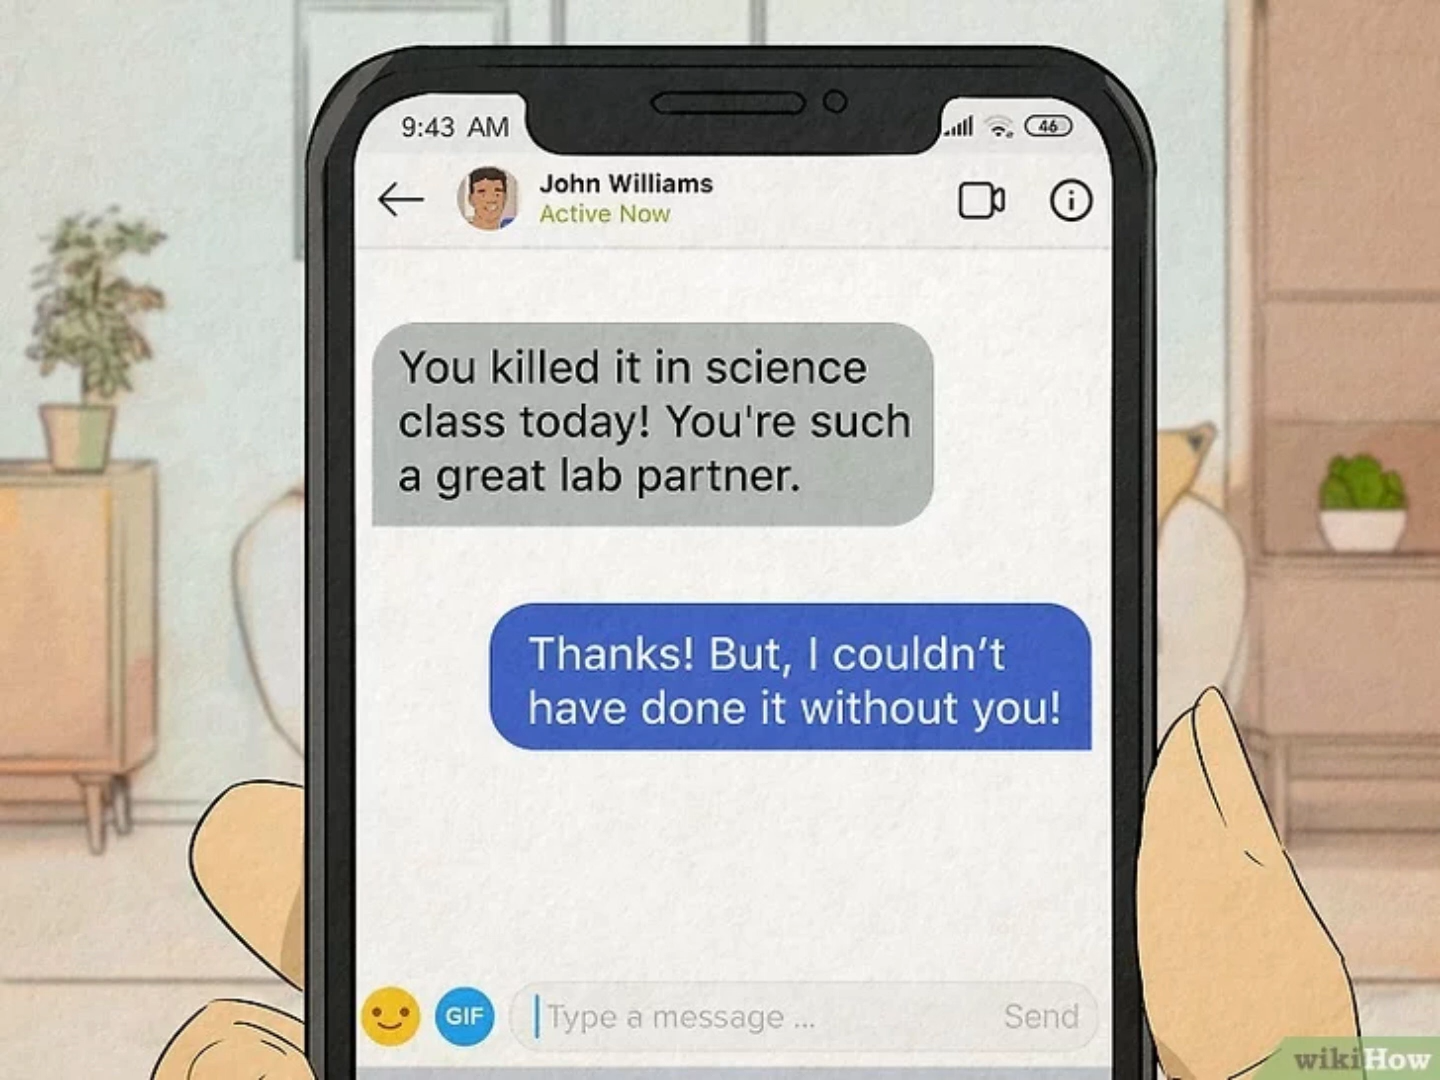 9:43 AM
46
John Williams
Active Now
You killed it in science
class today! You're such
a great lab partner.
Thanks! But, I couldn’t
have done it without you!
GIF
Type a message ...
Send
wikiHow